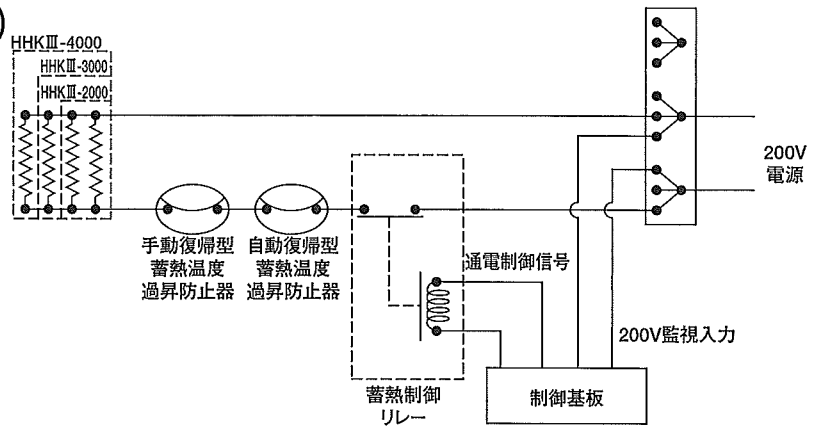 )
HHKⅢ-4000
HHKⅢ-3000
HHKⅢ-2000
200V
電源
手動復帰型
蓄熱温度
過昇防止器
自動復帰型
蓄熱温度
過昇防止器
通電制御信号
200V監視入力
蓄熱制御
リレー
制御基板